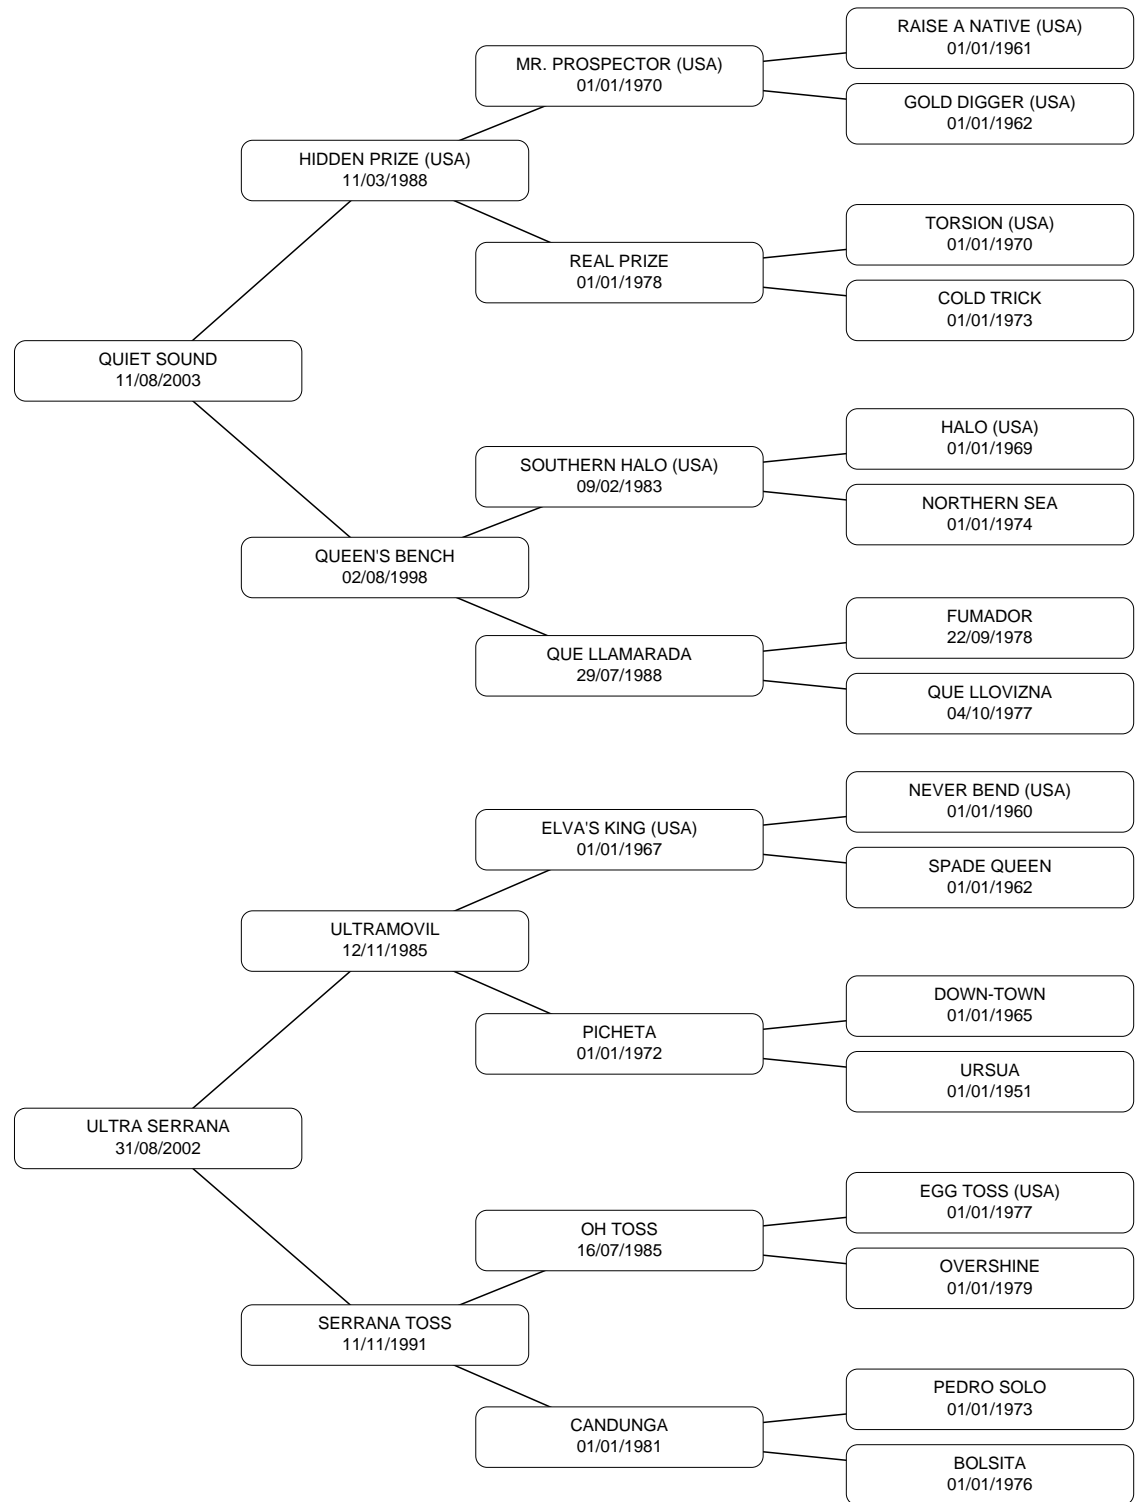 RAISE A NATIVE (USA)
01/01/1961
MR. PROSPECTOR (USA)
01/01/1970
GOLD DIGGER (USA)
01/01/1962
HIDDEN PRIZE (USA)
11/03/1988
TORSION (USA)
01/01/1970
REAL PRIZE
01/01/1978
COLD TRICK
01/01/1973
QUIET SOUND
11/08/2003
HALO (USA)
01/01/1969
SOUTHERN HALO (USA)
09/02/1983
NORTHERN SEA
01/01/1974
QUEEN'S BENCH
02/08/1998
FUMADOR
22/09/1978
QUE LLAMARADA
29/07/1988
QUE LLOVIZNA
04/10/1977
NEVER BEND (USA)
01/01/1960
ELVA'S KING (USA)
01/01/1967
SPADE QUEEN
01/01/1962
ULTRAMOVIL
12/11/1985
DOWN-TOWN
01/01/1965
PICHETA
01/01/1972
URSUA
01/01/1951
ULTRA SERRANA
31/08/2002
EGG TOSS (USA)
01/01/1977
OH TOSS
16/07/1985
OVERSHINE
01/01/1979
SERRANA TOSS
11/11/1991
PEDRO SOLO
01/01/1973
CANDUNGA
01/01/1981
BOLSITA
01/01/1976